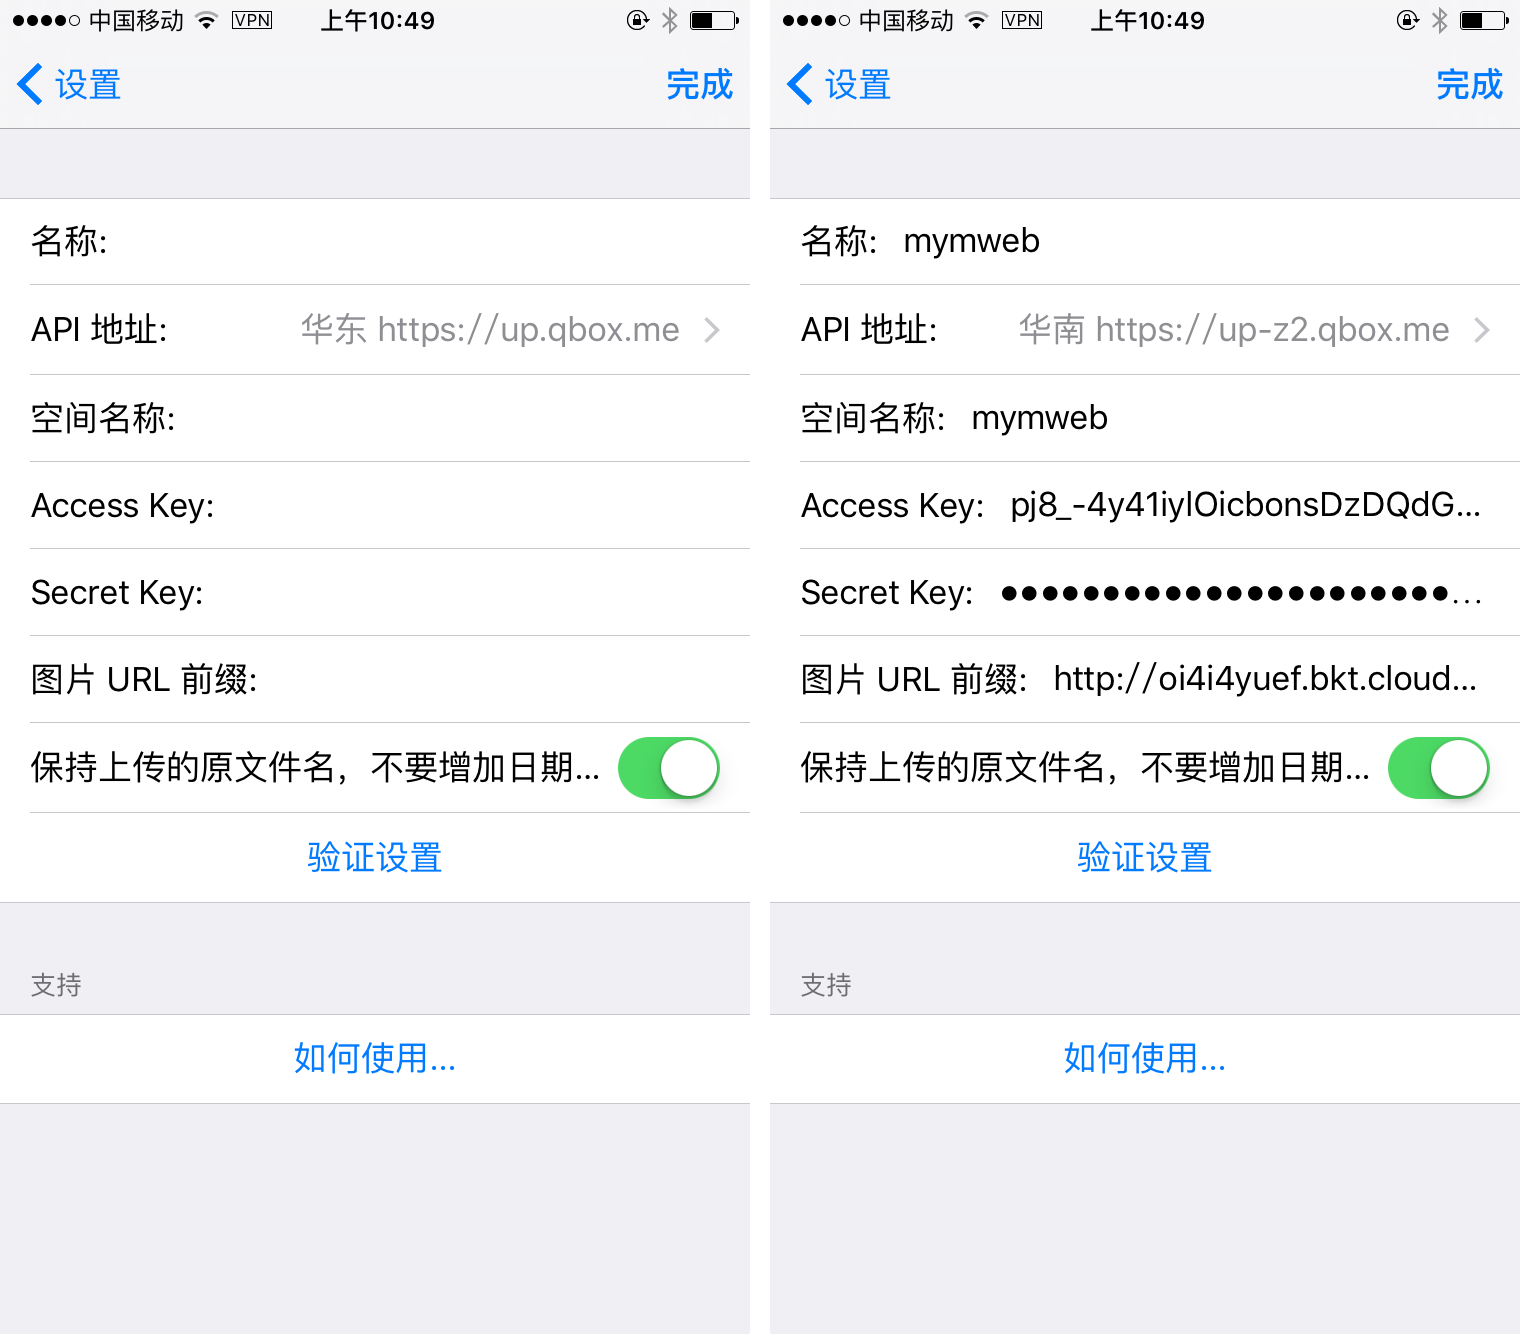 中国移动 VPN 上午10:49
设置 完成
名称:
API 地址: 华东 https://up.qbox.me
空间名称:
Access Key:
Secret Key:
图片 URL 前缀:
保持上传的原文件名，不要增加日期...
验证设置
支持
如何使用...
中国移动 VPN 上午10:49
设置 完成
名称: mymweb
API 地址: 华南 https://up-z2.qbox.me
空间名称: mymweb
Access Key: pj8_-4y41iylOicbonsDzDQdG...
Secret Key: ••••••••••••••••••••••...
图片 URL 前缀: http://oi4i4yuef.bkt.cloud...
保持上传的原文件名，不要增加日期...
验证设置
支持
如何使用...